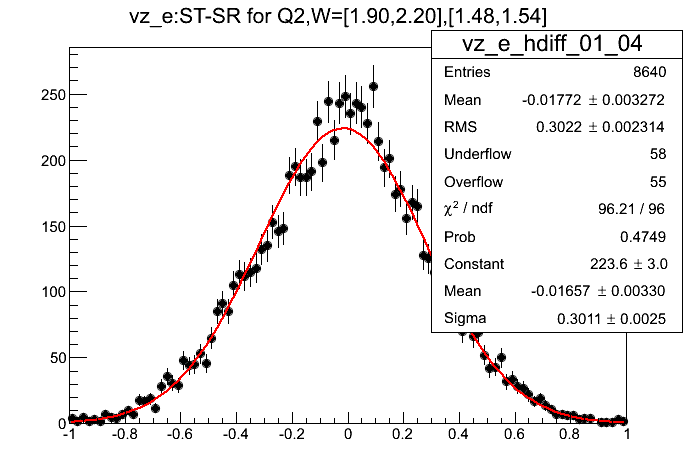 vz_e:ST-SR for Q2,W=[1.90,2.20],[1.48,1.54]
vz_e_hdiff_01_04
Entries 8640
Mean -0.01772 ± 0.003272
RMS 0.3022 ± 0.002314
Underflow 58
Overflow 55
χ² / ndf 96.21 / 96
Prob 0.4749
Constant 223.6 ± 3.0
Mean -0.01657 ± 0.00330
Sigma 0.3011 ± 0.0025
250
200
150
100
50
0
-1 -0.8 -0.6 -0.4 -0.2 0 0.2 0.4 0.6 0.8 1